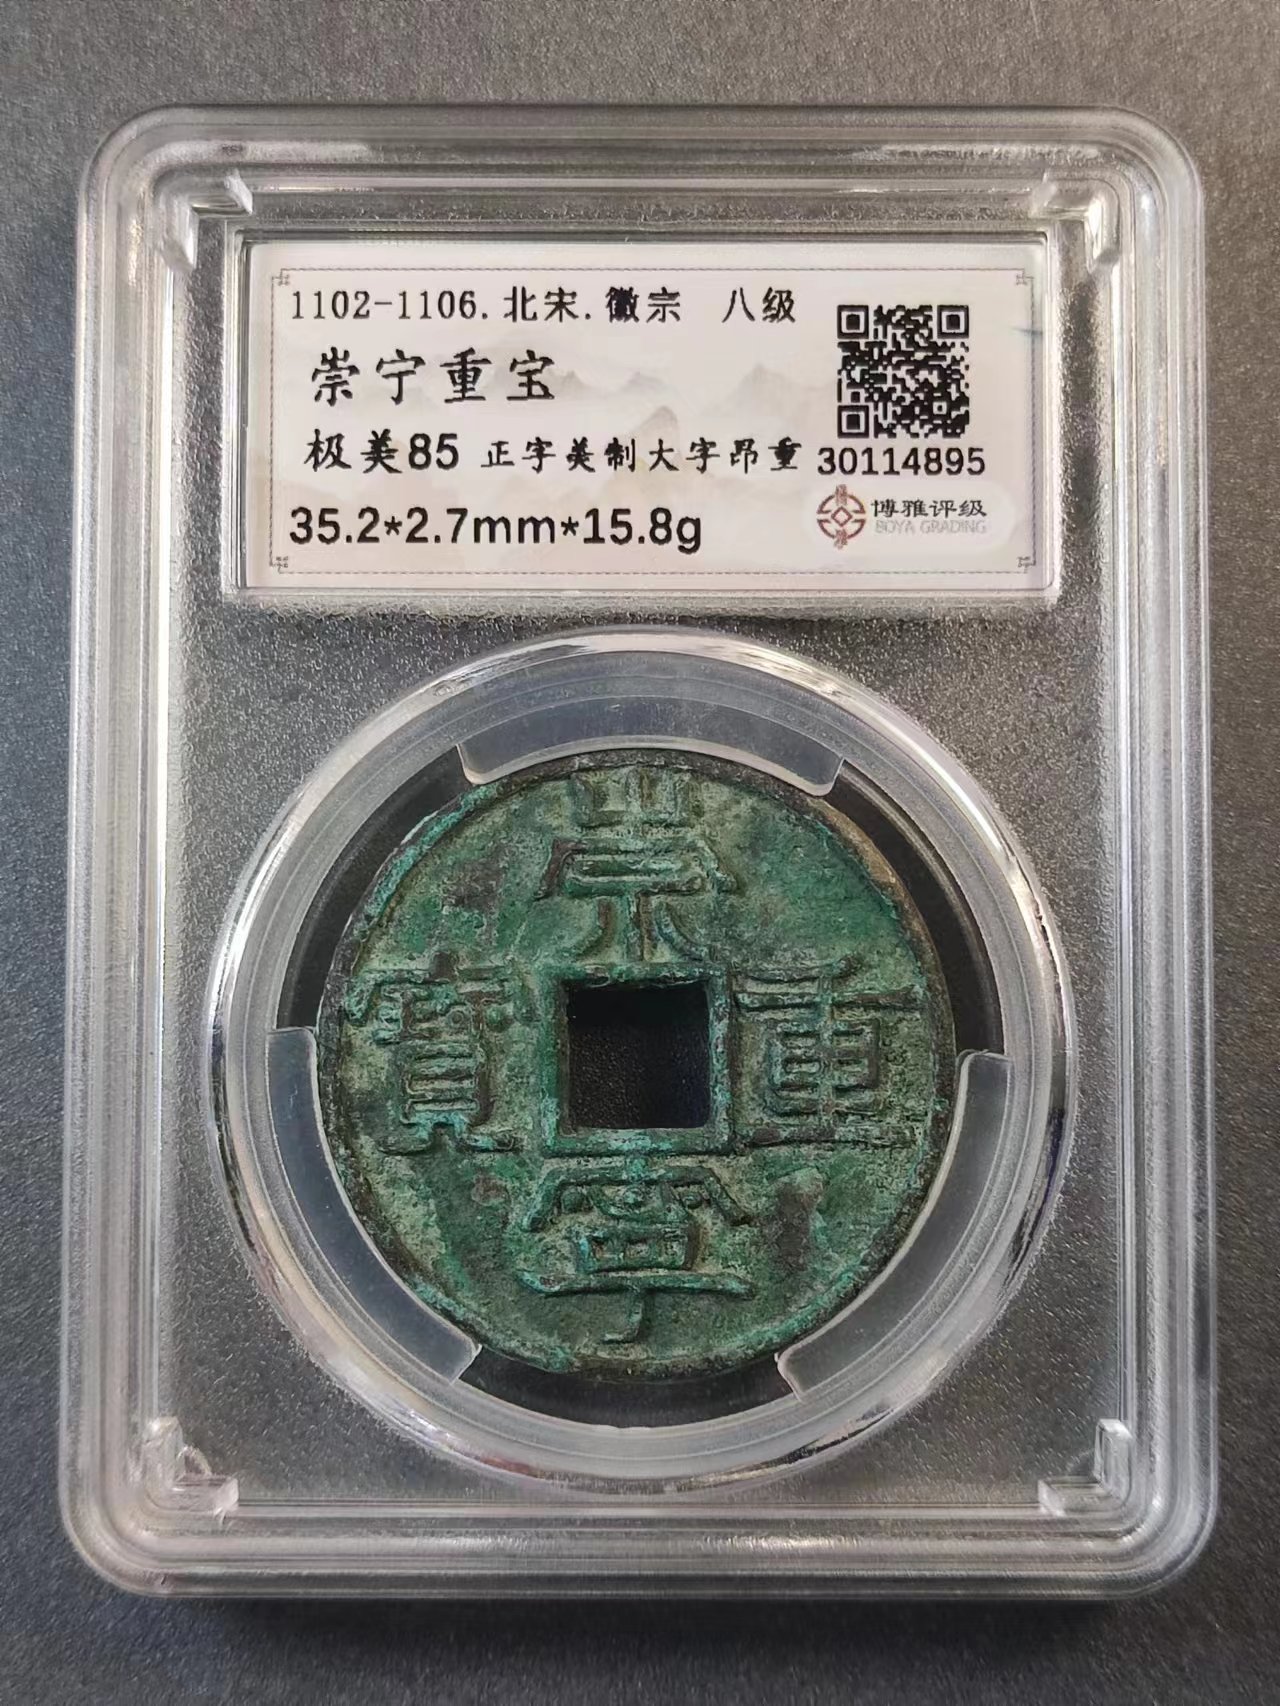 1102-1106.北宋.徽宗 八级
崇宁重宝
极美85 正字美制大字昂重
30114895
35.2*2.7mm*15.8g
博雅评级
BOYA GRADING
崇
寶 重
寧